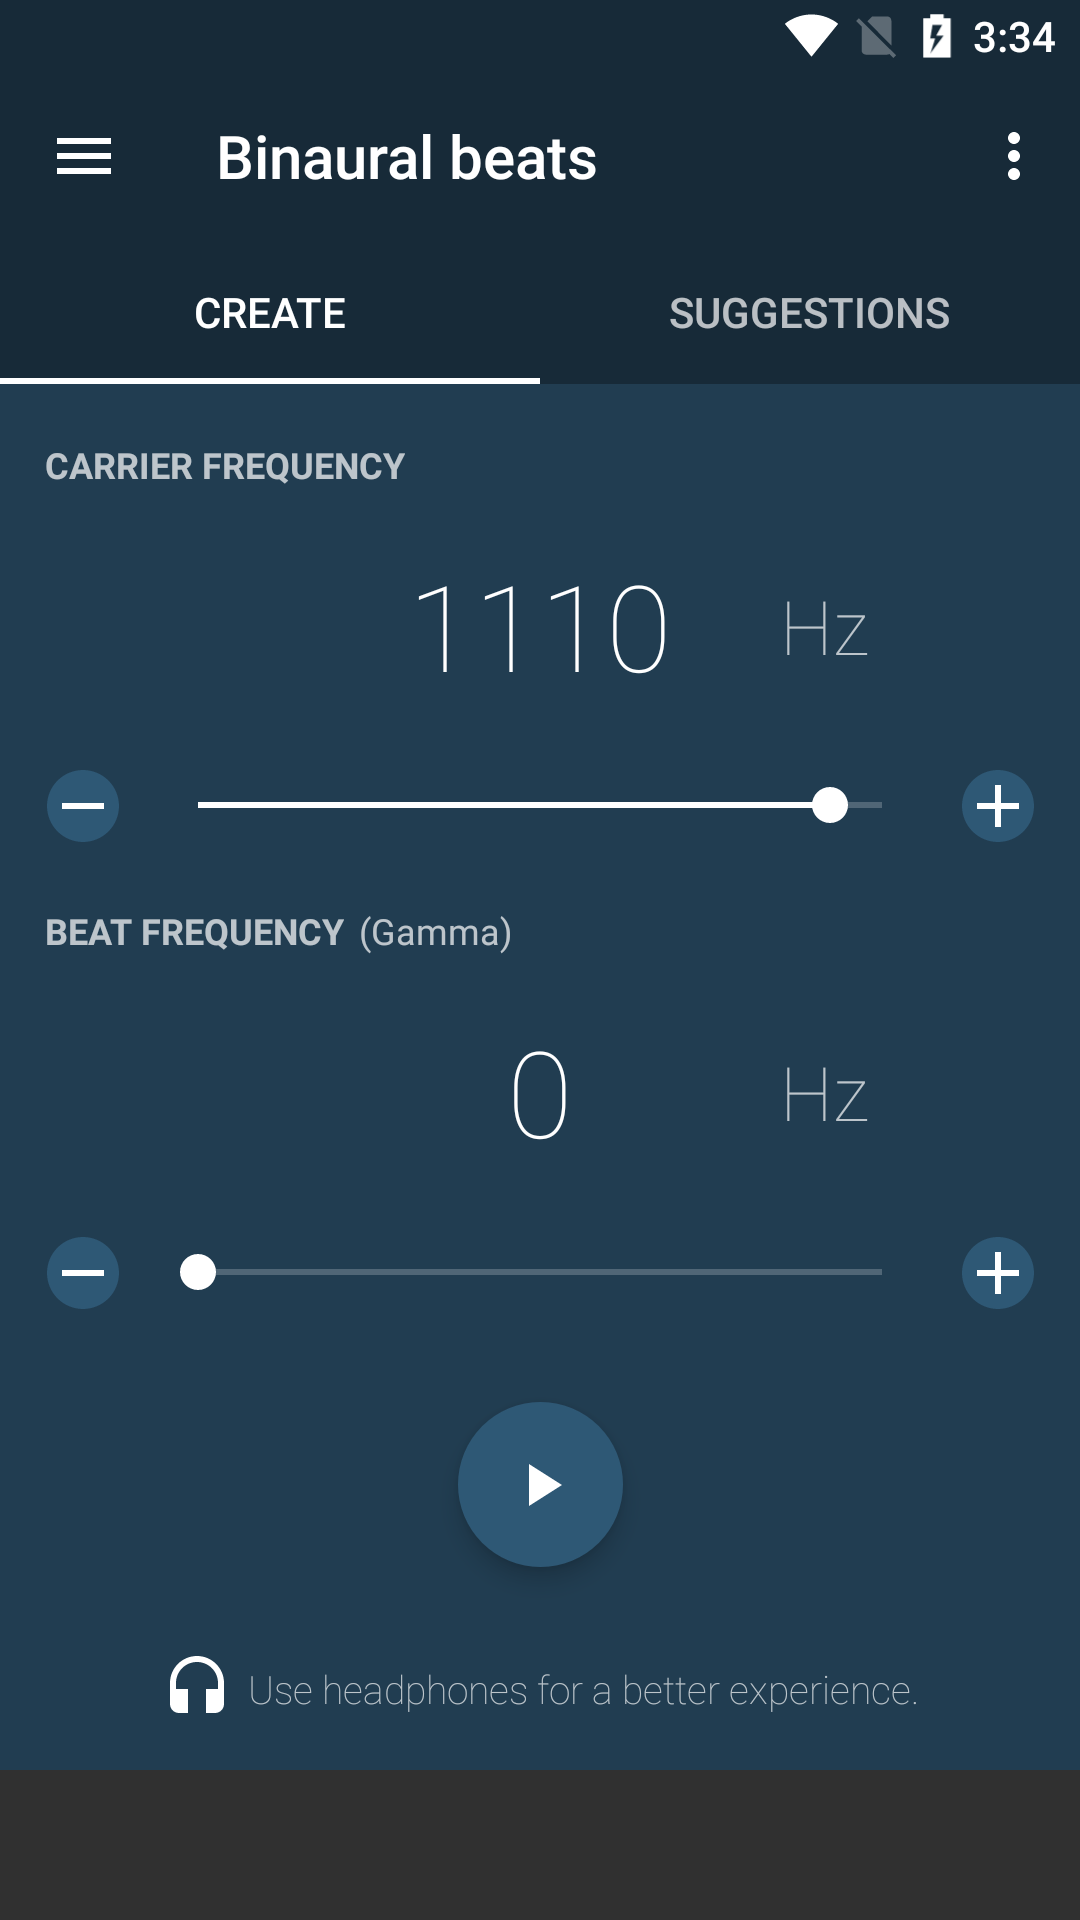 3:34
Binaural beats
CREATE
SUGGESTIONS
CARRIER FREQUENCY
1110 Hz
BEAT FREQUENCY (Gamma)
0 Hz
Use headphones for a better experience.